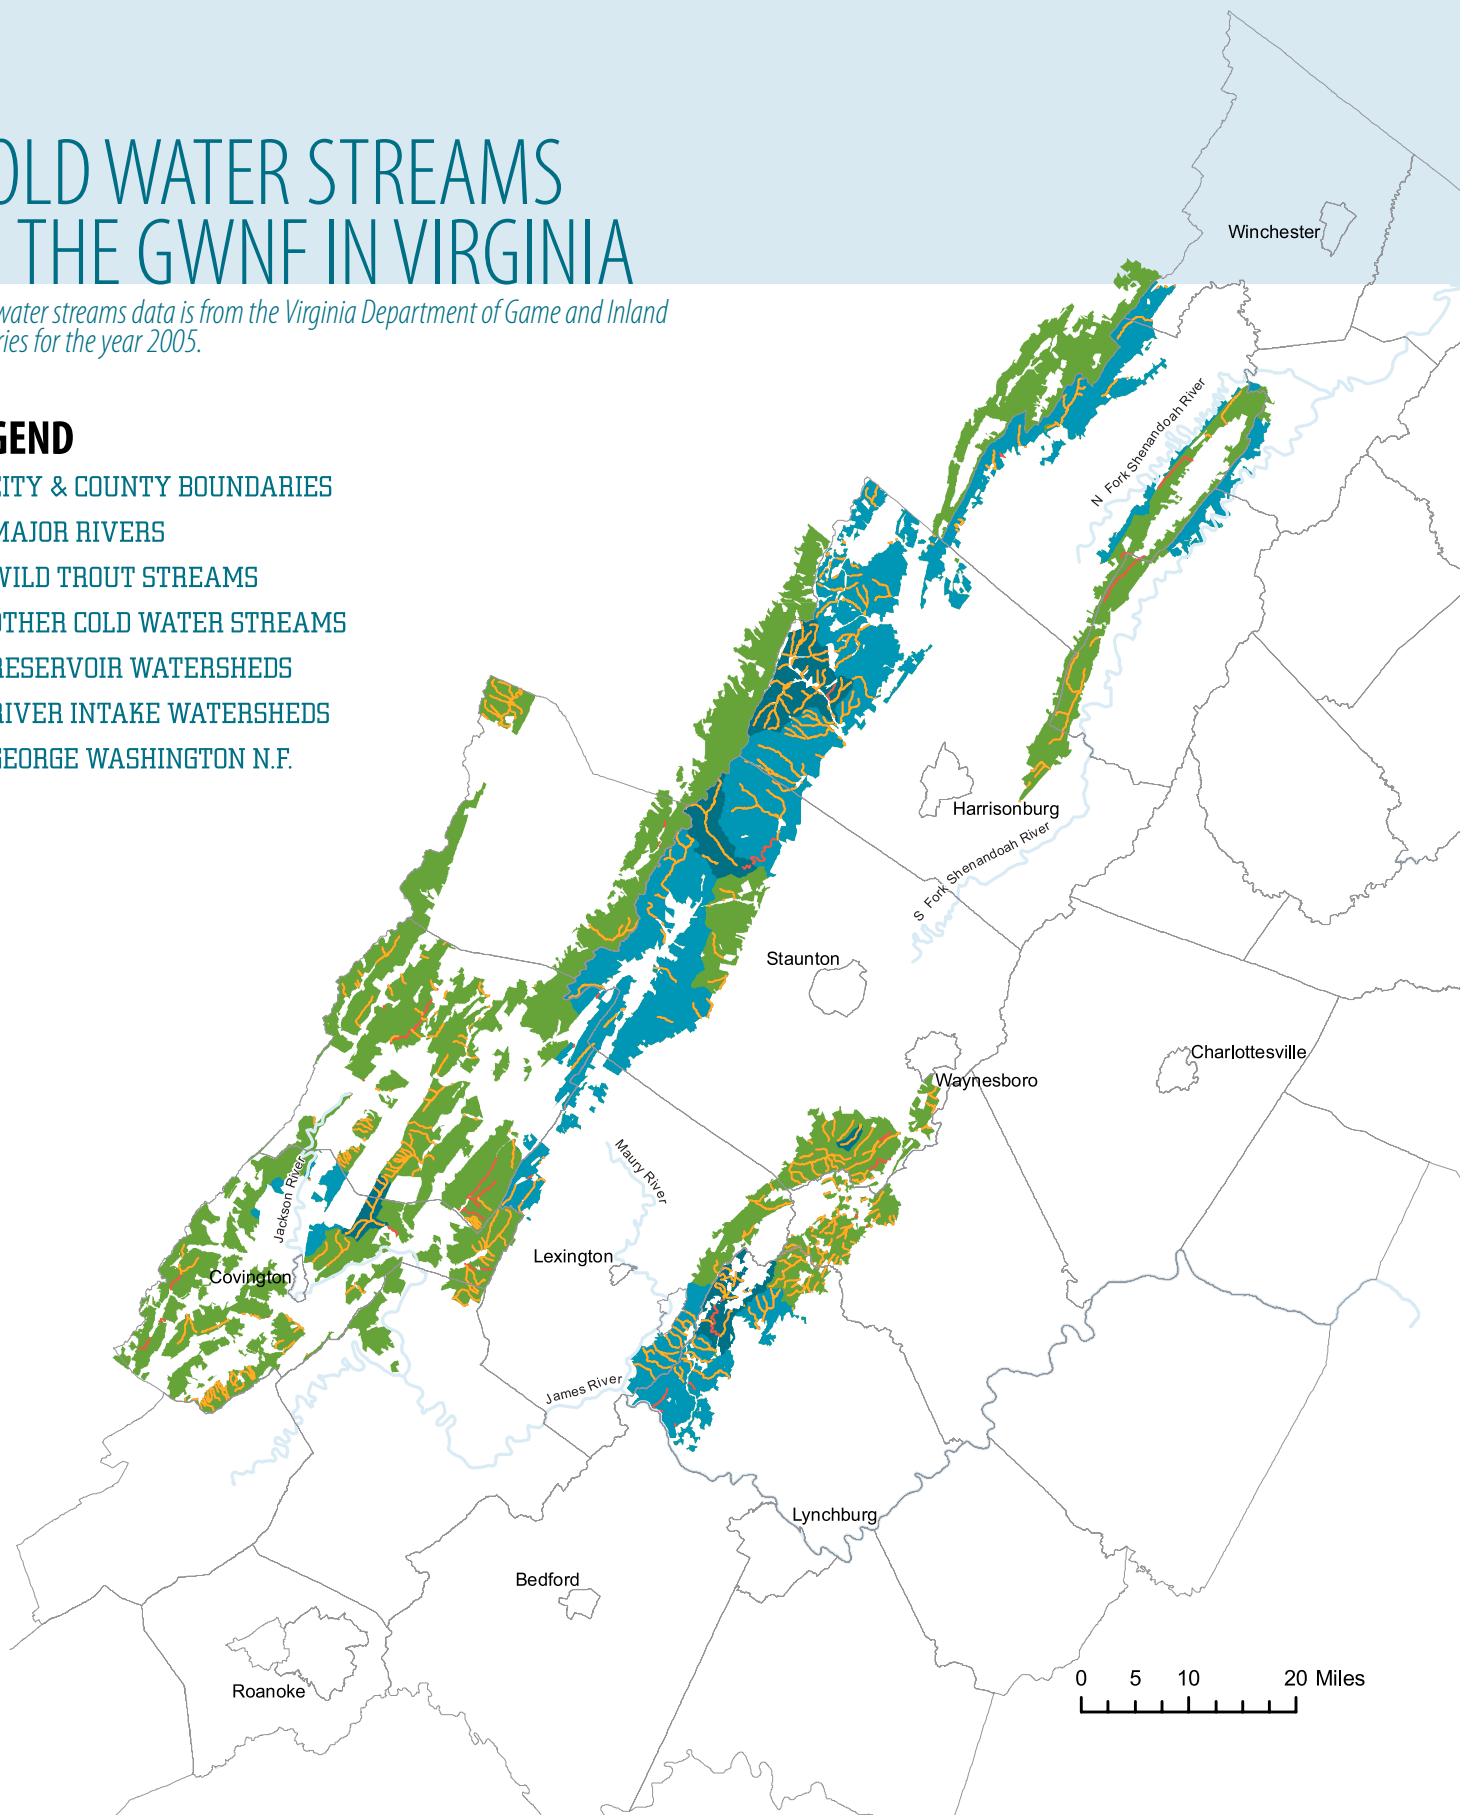 OLD WATER STREAMS
THE GWNF IN VIRGINIA
water streams data is from the Virginia Department of Game and Inland
ries for the year 2005.
GEND
CITY & COUNTY BOUNDARIES
MAJOR RIVERS
WILD TROUT STREAMS
OTHER COLD WATER STREAMS
RESERVOIR WATERSHEDS
RIVER INTAKE WATERSHEDS
GEORGE WASHINGTON N.F.
Winchester
N Fork Shenandoah River
Harrisonburg
S Fork Shenandoah River
Staunton
Charlottesville
Waynesboro
Maury River
Jackson River
Lexington
Covington
James River
Lynchburg
Bedford
Roanoke
0 5 10 20 Miles